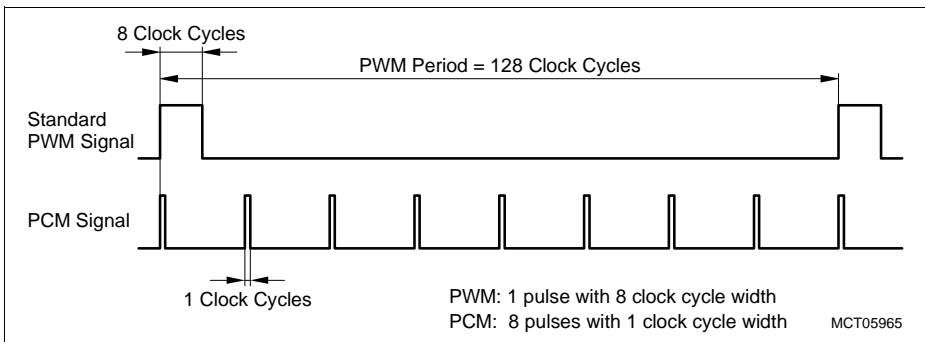 8 Clock Cycles
PWM Period = 128 Clock Cycles
Standard
PWM Signal
PCM Signal
1 Clock Cycles
PWM: 1 pulse with 8 clock cycle width
PCM: 8 pulses with 1 clock cycle width
MCT05965